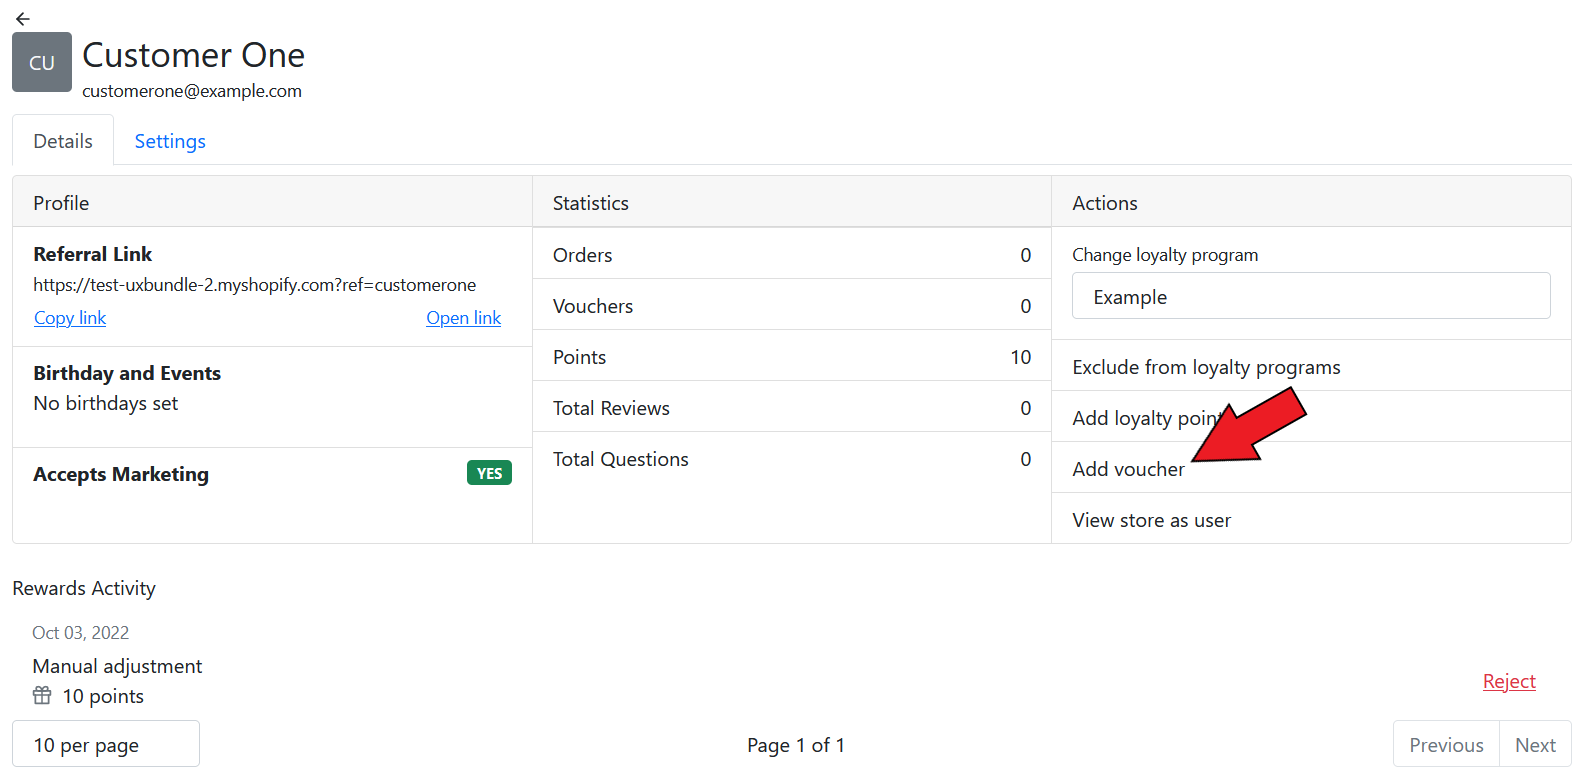 CU
Customer One
customerone@example.com
Details
Settings
Profile
Referral Link
https://test-uxbundle-2.myshopify.com?ref=customerone
Copy link
Open link
Birthday and Events
No birthdays set
Accepts Marketing
YES
Statistics
Orders 0
Vouchers 0
Points 10
Total Reviews 0
Total Questions 0
Actions
Change loyalty program
Example
Exclude from loyalty programs
Add loyalty poin
Add voucher
View store as user
Rewards Activity
Oct 03, 2022
Manual adjustment
10 points
Reject
10 per page
Page 1 of 1
Previous
Next